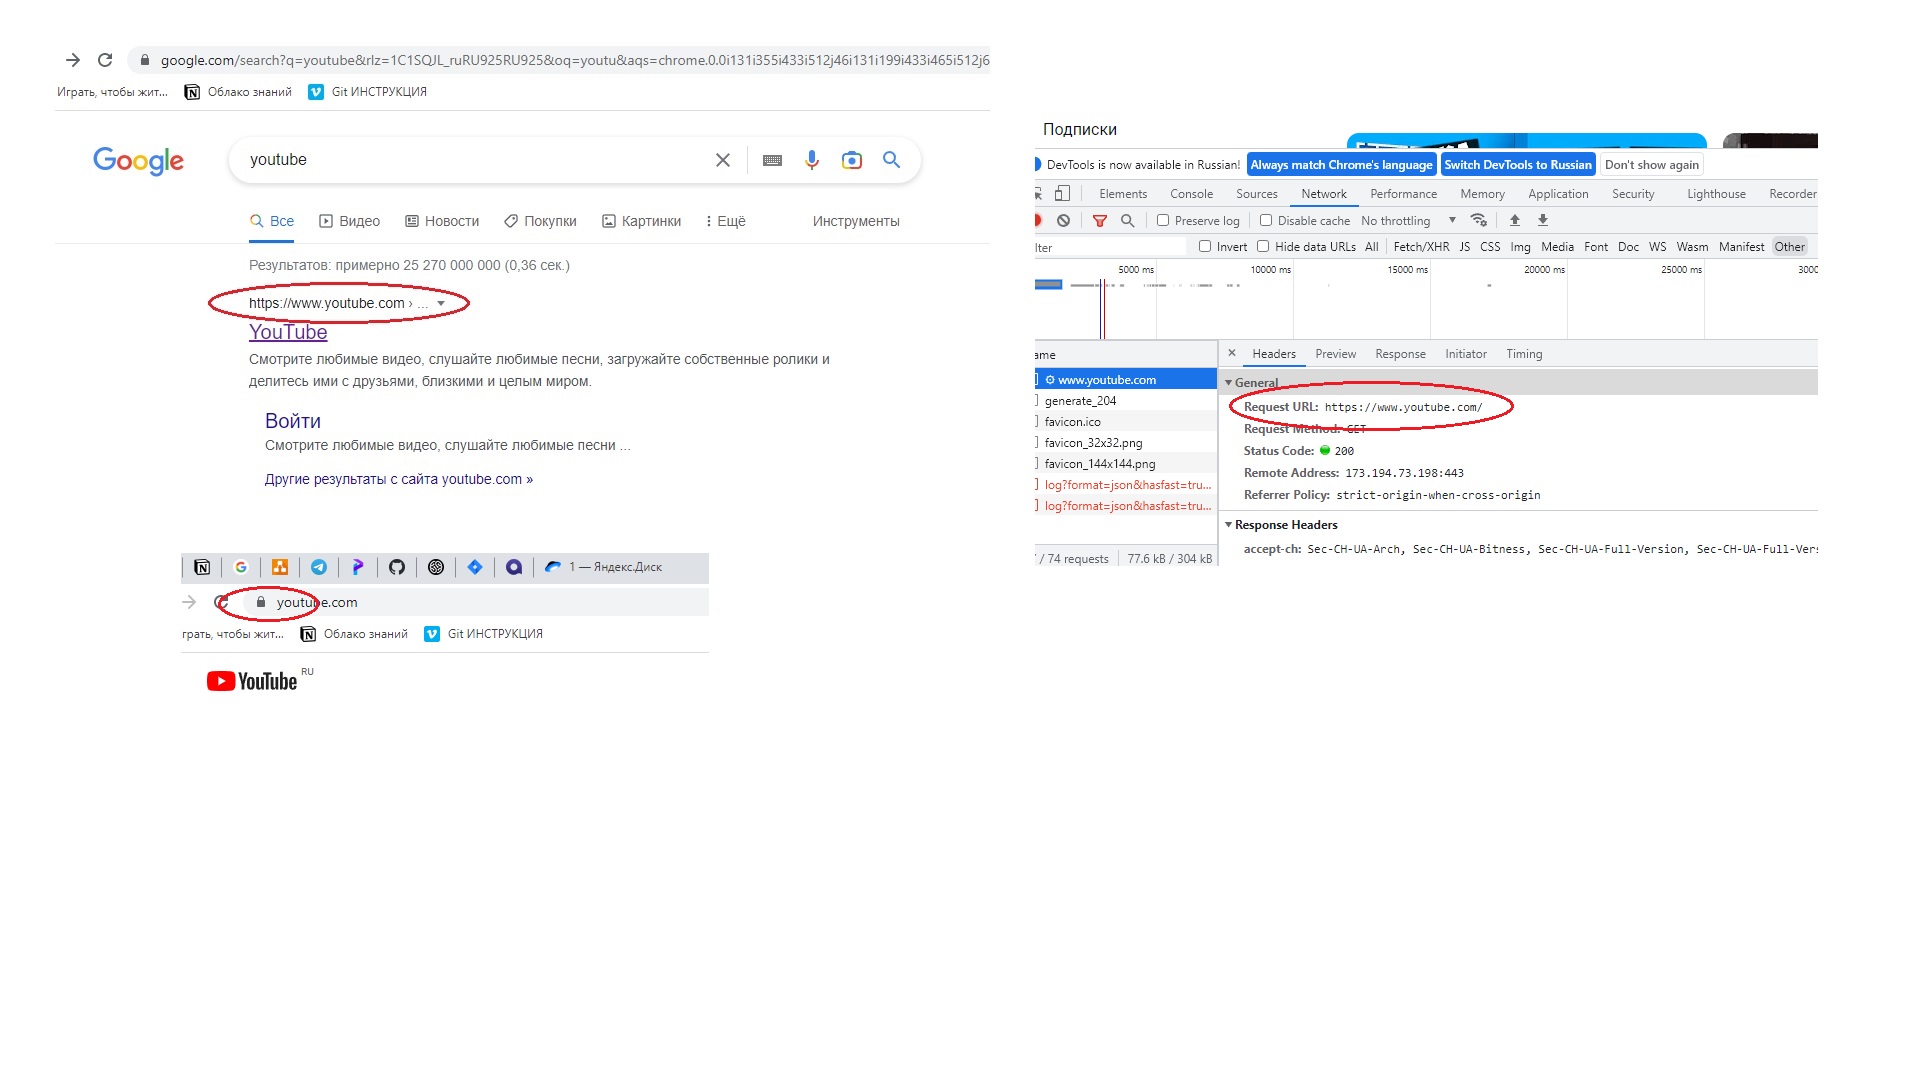 google.com/search?q=youtube&rlz=1C1SQJL_ruRU925RU925&oq=youtu&aqs=chrome.0.0i131i355i433i512j46i131i199i433i465i512j6
Играть, чтобы жит... Облако знаний Git ИНСТРУКЦИЯ
Google youtube
Все Видео Новости Покупки Картинки Ещё Инструменты
Результатов: примерно 25 270 000 000 (0,36 сек.)
https://www.youtube.com › ...
YouTube
Смотрите любимые видео, слушайте любимые песни, загружайте собственные ролики и
делитесь ими с друзьями, близкими и целым миром.
Войти
Смотрите любимые видео, слушайте любимые песни ...
Другие результаты с сайта youtube.com »
1 — Яндекс.Диск
youtube.com
грать, чтобы жит... Облако знаний Git ИНСТРУКЦИЯ
YouTube RU
Подписки
DevTools is now available in Russian! Always match Chrome's language Switch DevTools to Russian Don't show again
Elements Console Sources Network Performance Memory Application Security Lighthouse Recorder
Preserve log Disable cache No throttling
lter Invert Hide data URLs All Fetch/XHR JS CSS Img Media Font Doc WS Wasm Manifest Other
5000 ms 10000 ms 15000 ms 20000 ms 25000 ms 3000
ame
www.youtube.com
generate_204
favicon.ico
favicon_32x32.png
favicon_144x144.png
log?format=json&hasfast=tru...
log?format=json&hasfast=tru...
/ 74 requests 77.6 kB / 304 kB
Headers Preview Response Initiator Timing
General
Request URL: https://www.youtube.com/
Request Method: GET
Status Code: 200
Remote Address: 173.194.73.198:443
Referrer Policy: strict-origin-when-cross-origin
Response Headers
accept-ch: Sec-CH-UA-Arch, Sec-CH-UA-Bitness, Sec-CH-UA-Full-Version, Sec-CH-UA-Full-Vers